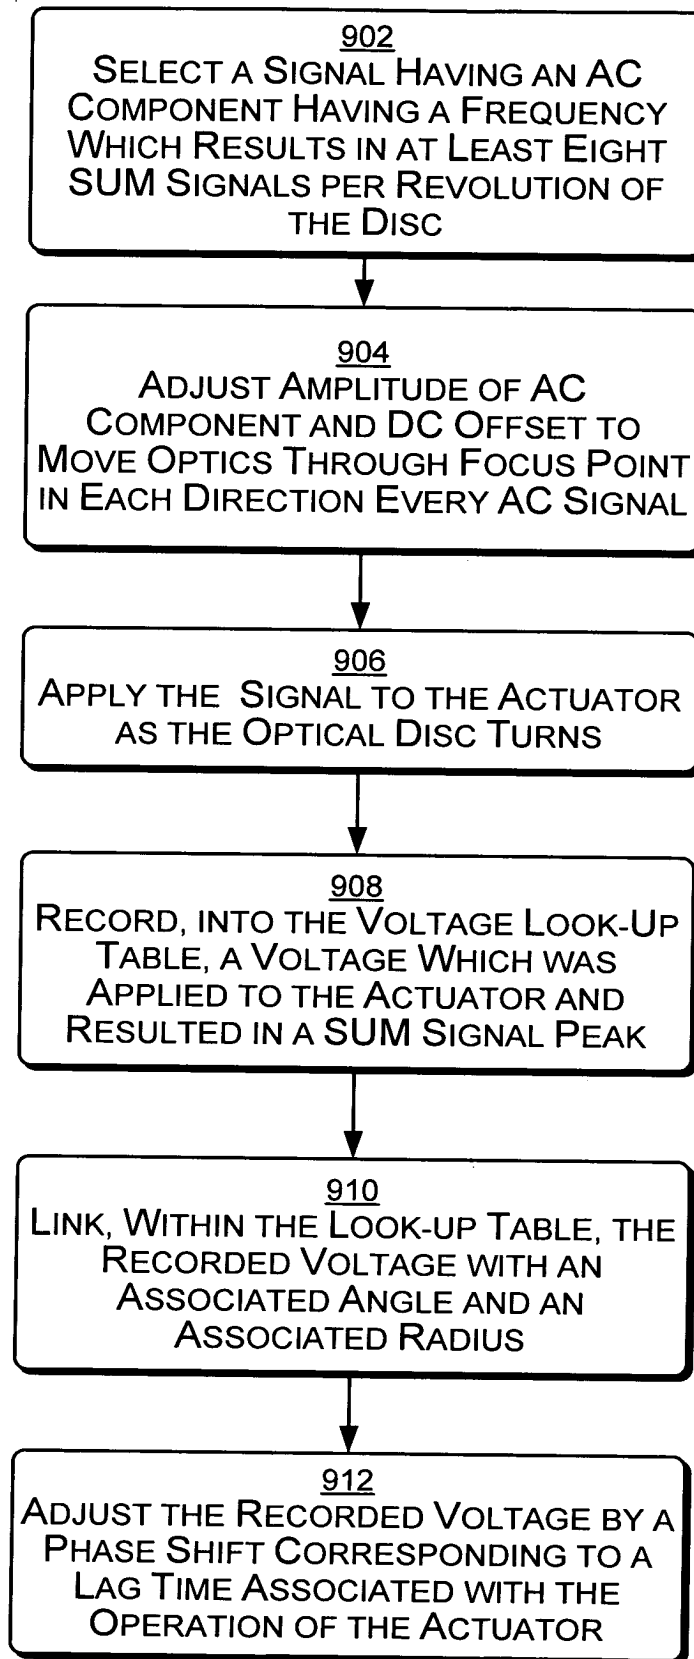 902
SELECT A SIGNAL HAVING AN AC
COMPONENT HAVING A FREQUENCY
WHICH RESULTS IN AT LEAST EIGHT
SUM SIGNALS PER REVOLUTION OF
THE DISC
904
ADJUST AMPLITUDE OF AC
COMPONENT AND DC OFFSET TO
MOVE OPTICS THROUGH FOCUS POINT
IN EACH DIRECTION EVERY AC SIGNAL
906
APPLY THE SIGNAL TO THE ACTUATOR
AS THE OPTICAL DISC TURNS
908
RECORD, INTO THE VOLTAGE LOOK-UP
TABLE, A VOLTAGE WHICH WAS
APPLIED TO THE ACTUATOR AND
RESULTED IN A SUM SIGNAL PEAK
910
LINK, WITHIN THE LOOK-UP TABLE, THE
RECORDED VOLTAGE WITH AN
ASSOCIATED ANGLE AND AN
ASSOCIATED RADIUS
912
ADJUST THE RECORDED VOLTAGE BY A
PHASE SHIFT CORRESPONDING TO A
LAG TIME ASSOCIATED WITH THE
OPERATION OF THE ACTUATOR